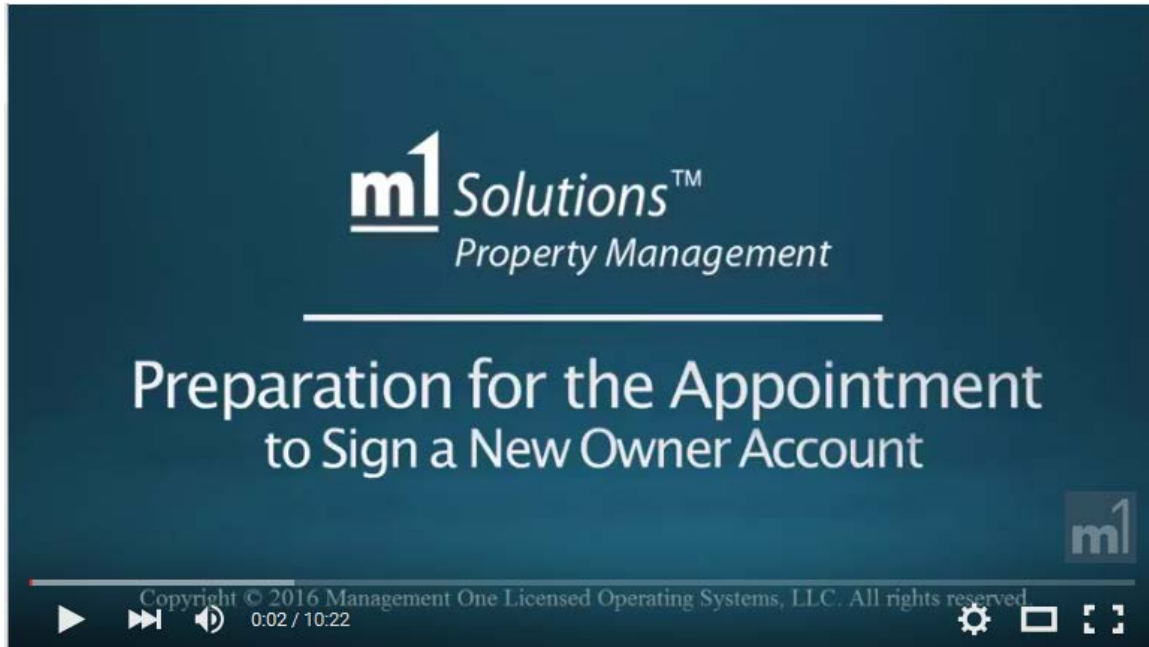 m1 Solutions™
Property Management
Preparation for the Appointment
to Sign a New Owner Account
m1
Copyright © 2016 Management One Licensed Operating Systems, LLC. All rights reserved.
0:02 / 10:22